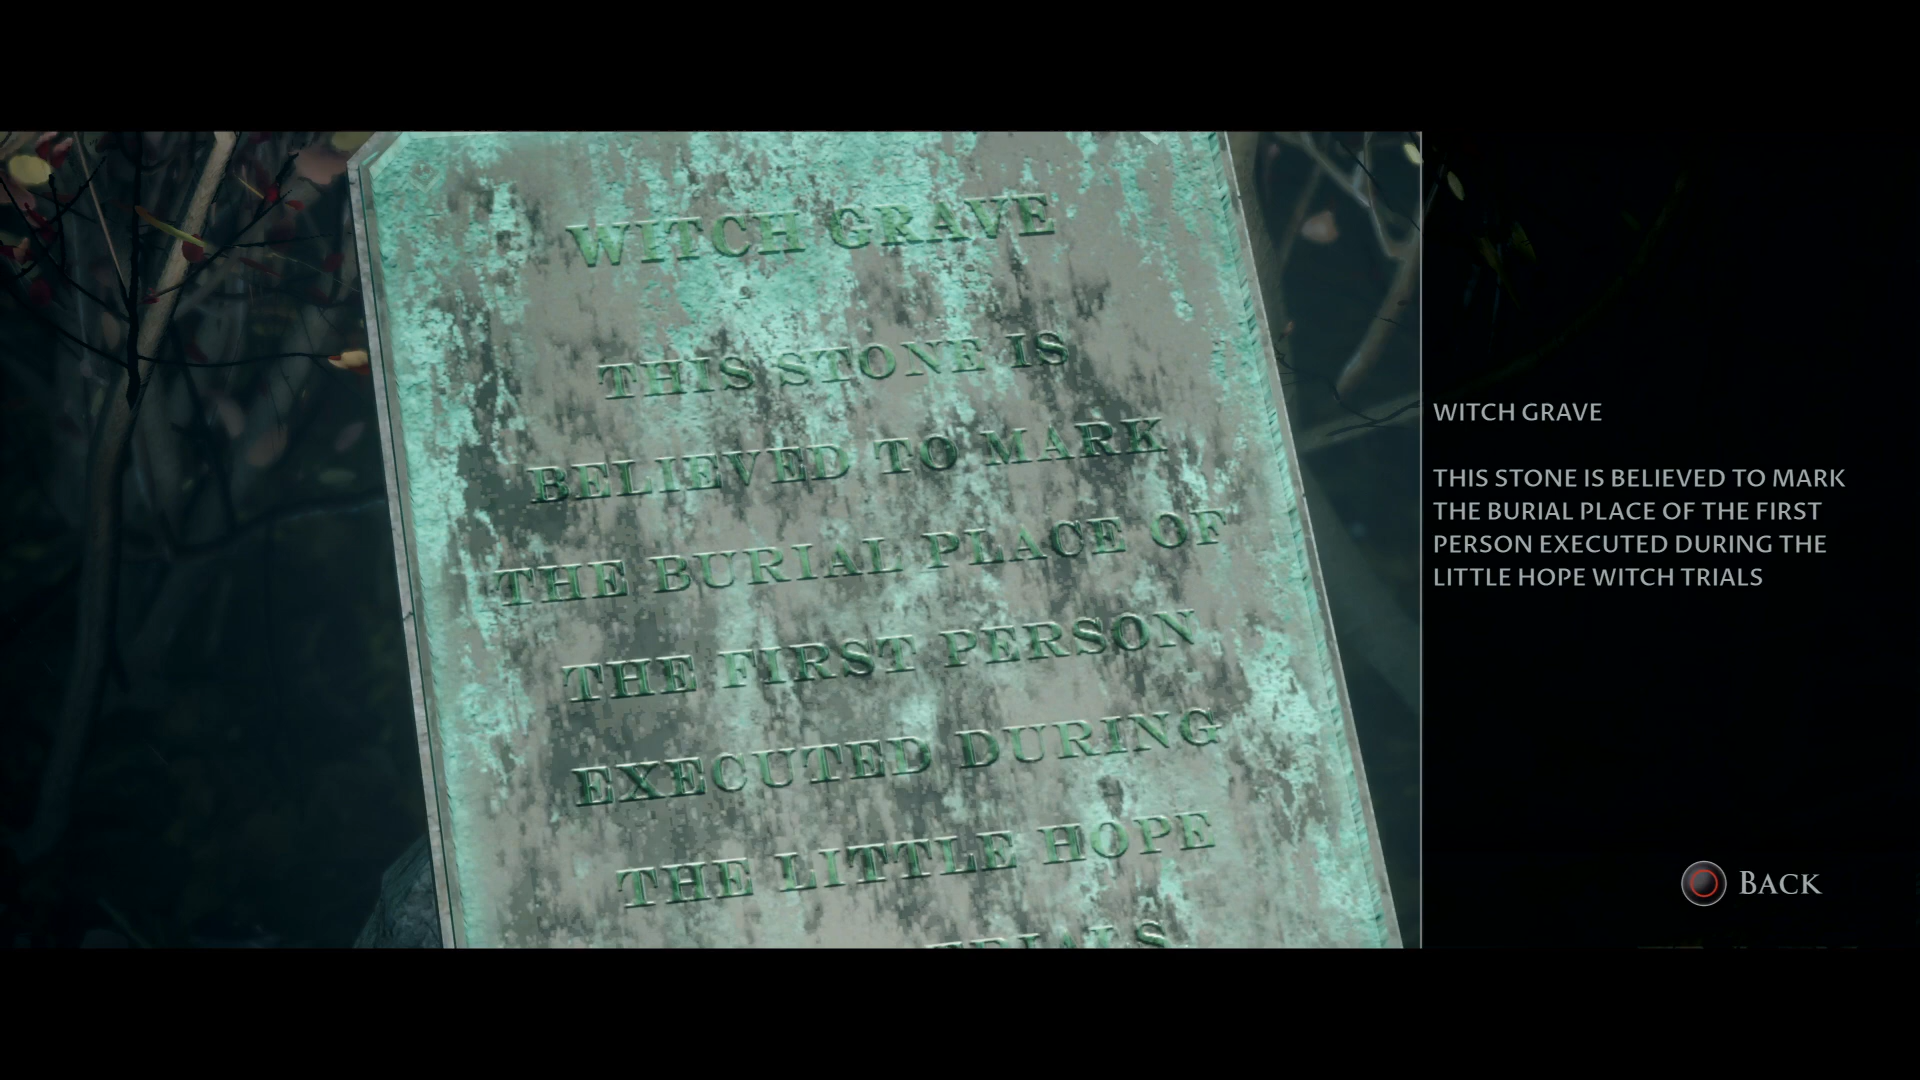 WITCH GRAVE
THIS STONE IS
BELIEVED TO MARK
THE BURIAL PLACE OF
THE FIRST PERSON
EXECUTED DURING
THE LITTLE HOPE
TRIALS
WITCH GRAVE
THIS STONE IS BELIEVED TO MARK
THE BURIAL PLACE OF THE FIRST
PERSON EXECUTED DURING THE
LITTLE HOPE WITCH TRIALS
BACK